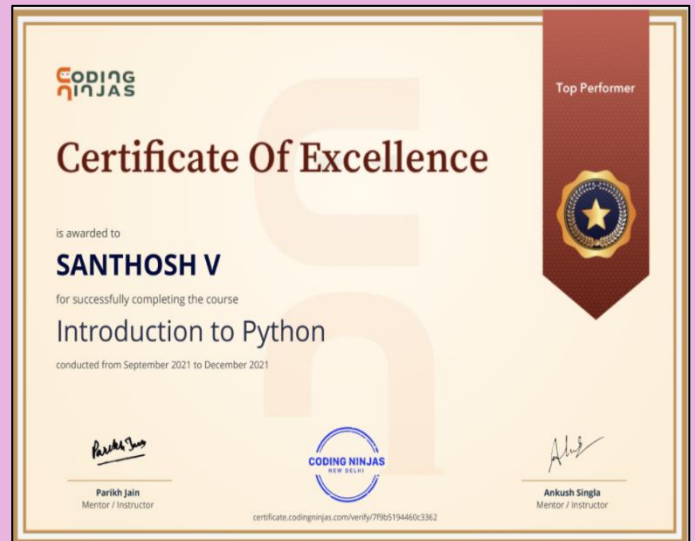 CODING
NINJAS
Top Performer
Certificate Of Excellence
is awarded to
SANTHOSH V
for successfully completing the course
Introduction to Python
conducted from September 2021 to December 2021
Parikh Jain
CODING NINJAS
NEW DELHI
Parikh Jain
Mentor / Instructor
Ankush Singla
Mentor / Instructor
certificate.codingninjas.com/verify/7f9b5194460c3362